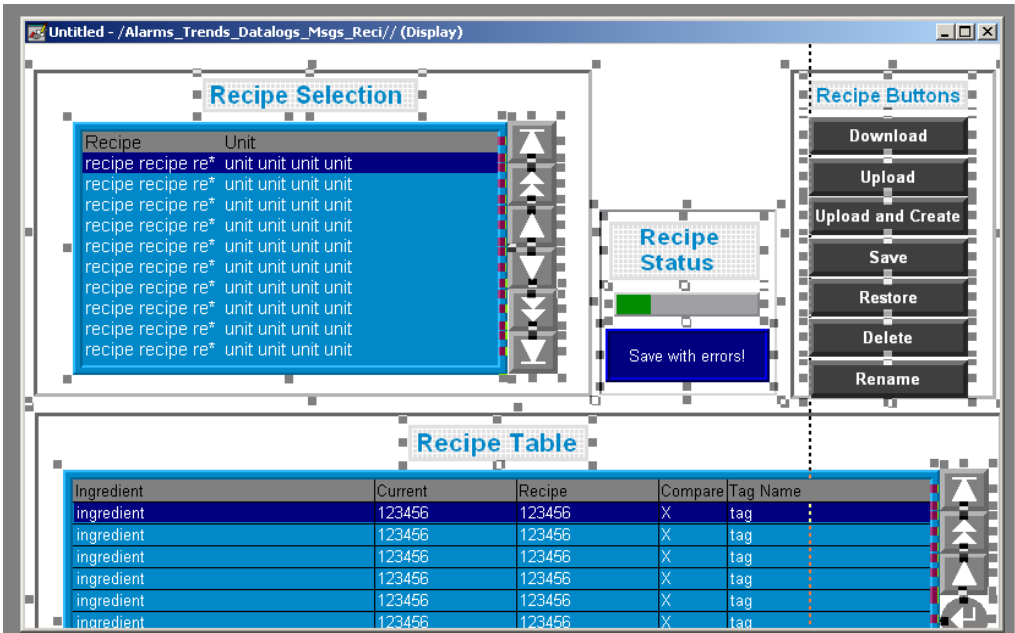 Untitled - /Alarms_Trends_Datalogs_Msgs_Reci// (Display)
Recipe Selection
Recipe Unit
recipe recipe re* unit unit unit unit
recipe recipe re* unit unit unit unit
recipe recipe re* unit unit unit unit
recipe recipe re* unit unit unit unit
recipe recipe re* unit unit unit unit
recipe recipe re* unit unit unit unit
recipe recipe re* unit unit unit unit
recipe recipe re* unit unit unit unit
recipe recipe re* unit unit unit unit
recipe recipe re* unit unit unit unit
Recipe
Status
Save with errors!
Recipe Buttons
Download
Upload
Upload and Create
Save
Restore
Delete
Rename
Recipe Table
Ingredient Current Recipe Compare Tag Name
ingredient 123456 123456 X tag
ingredient 123456 123456 X tag
ingredient 123456 123456 X tag
ingredient 123456 123456 X tag
ingredient 123456 123456 X tag
ingredient 123456 123456 X tag